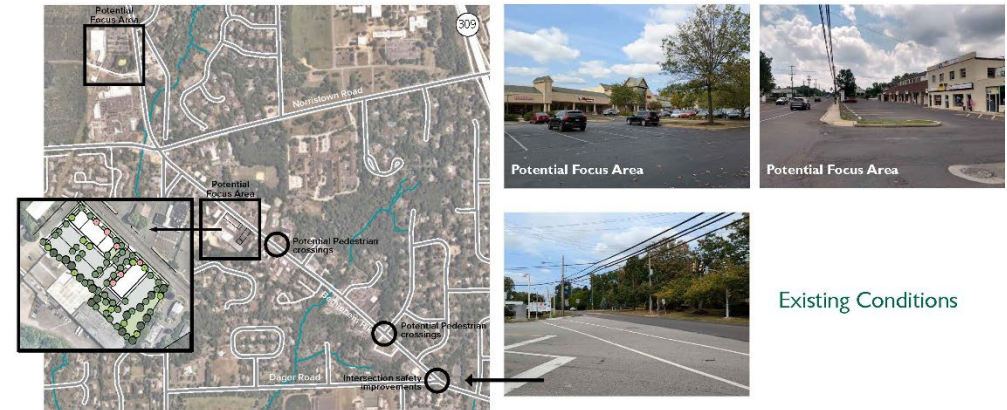 Potential
Focus Area
309
Norristown Road
Potential
Focus Area
Potential Pedestrian
crossings
Potential Pedestrian
crossings
Dager Road
Intersection safety
improvements
Potential Focus Area
Potential Focus Area
Existing Conditions